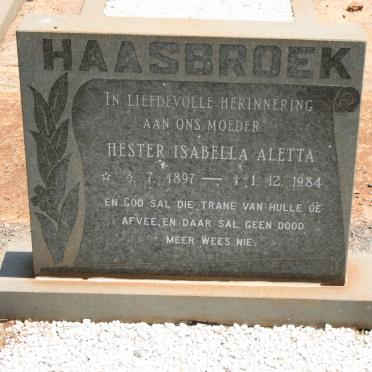 HAASBROEK
IN LIEFDEVOLLE HERINNERING
AAN ONS MOEDER
HESTER ISABELLA ALETTA
☆ 3. 7. 1897 — † 1. 12. 1984
EN GOD SAL DIE TRANE VAN HULLE OË
AFVEE, EN DAAR SAL GEEN DOOD
MEER WEES NIE.